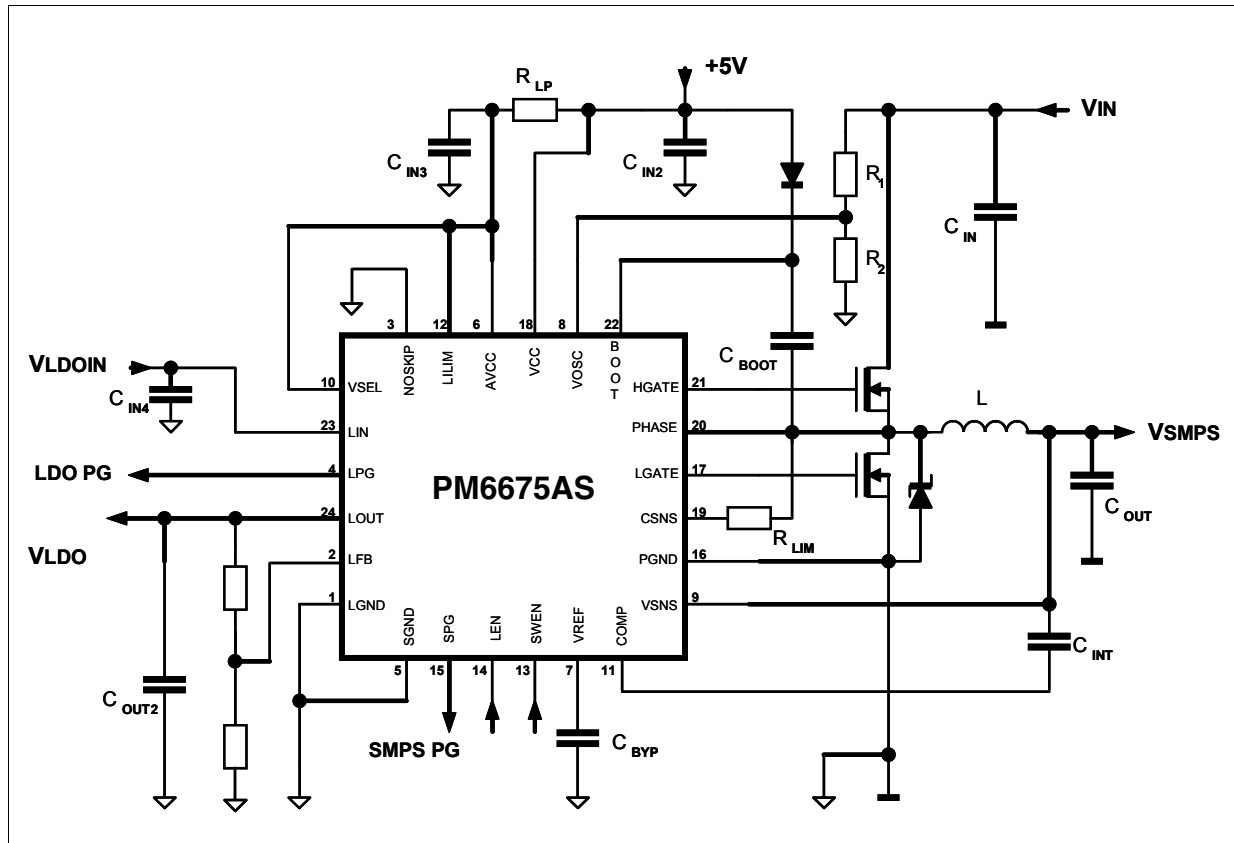 +5V
R LP
VIN
C IN3
C IN2
R1
C IN
R2
3
12
6
18
8
22
NOSKIP
LILIM
AVCC
VCC
VOSC
BOOT
C BOOT
VLDOIN
C IN4
10
VSEL
HGATE
21
L
23
LIN
PHASE
20
VSMPS
LDO PG
4
LPG
PM6675AS
LGATE
17
24
LOUT
CSNS
19
R LIM
C OUT
VLDO
2
LFB
PGND
16
1
LGND
VSNS
9
SGND
SPG
LEN
SWEN
VREF
COMP
5
15
14
13
7
11
C INT
C OUT2
SMPS PG
C BYP